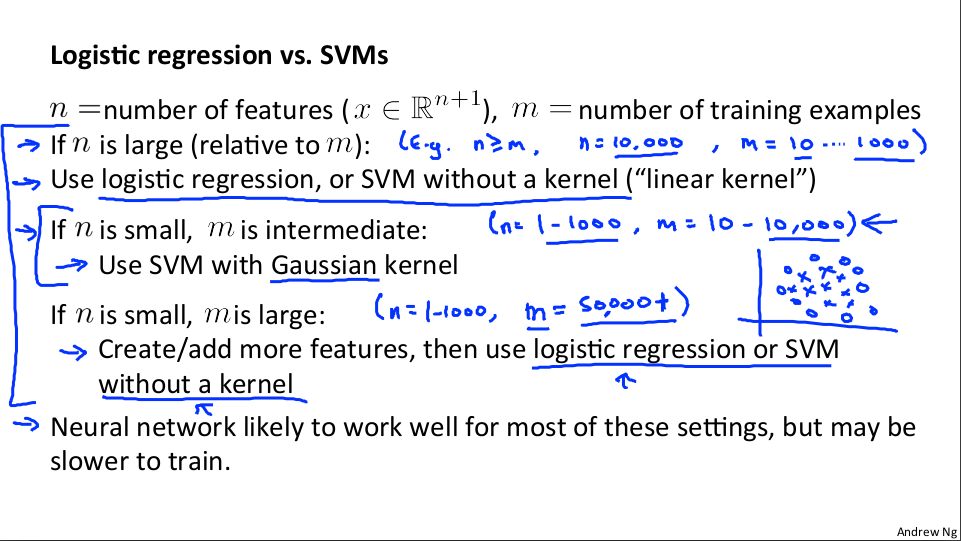 Logistic regression vs. SVMs
n = number of features (x ∈ ℝⁿ⁺¹), m = number of training examples
→ If n is large (relative to m): (E.g. n ≥ m, n = 10,000, m = 10 ... 1000)
→ Use logistic regression, or SVM without a kernel (“linear kernel”)
→ If n is small, m is intermediate: (n = 1 - 1000, m = 10 - 10,000) ←
→ Use SVM with Gaussian kernel
If n is small, m is large: (n = 1 - 1000, m = 50,000+)
→ Create/add more features, then use logistic regression or SVM
without a kernel
→ Neural network likely to work well for most of these settings, but may be
slower to train.
Andrew Ng